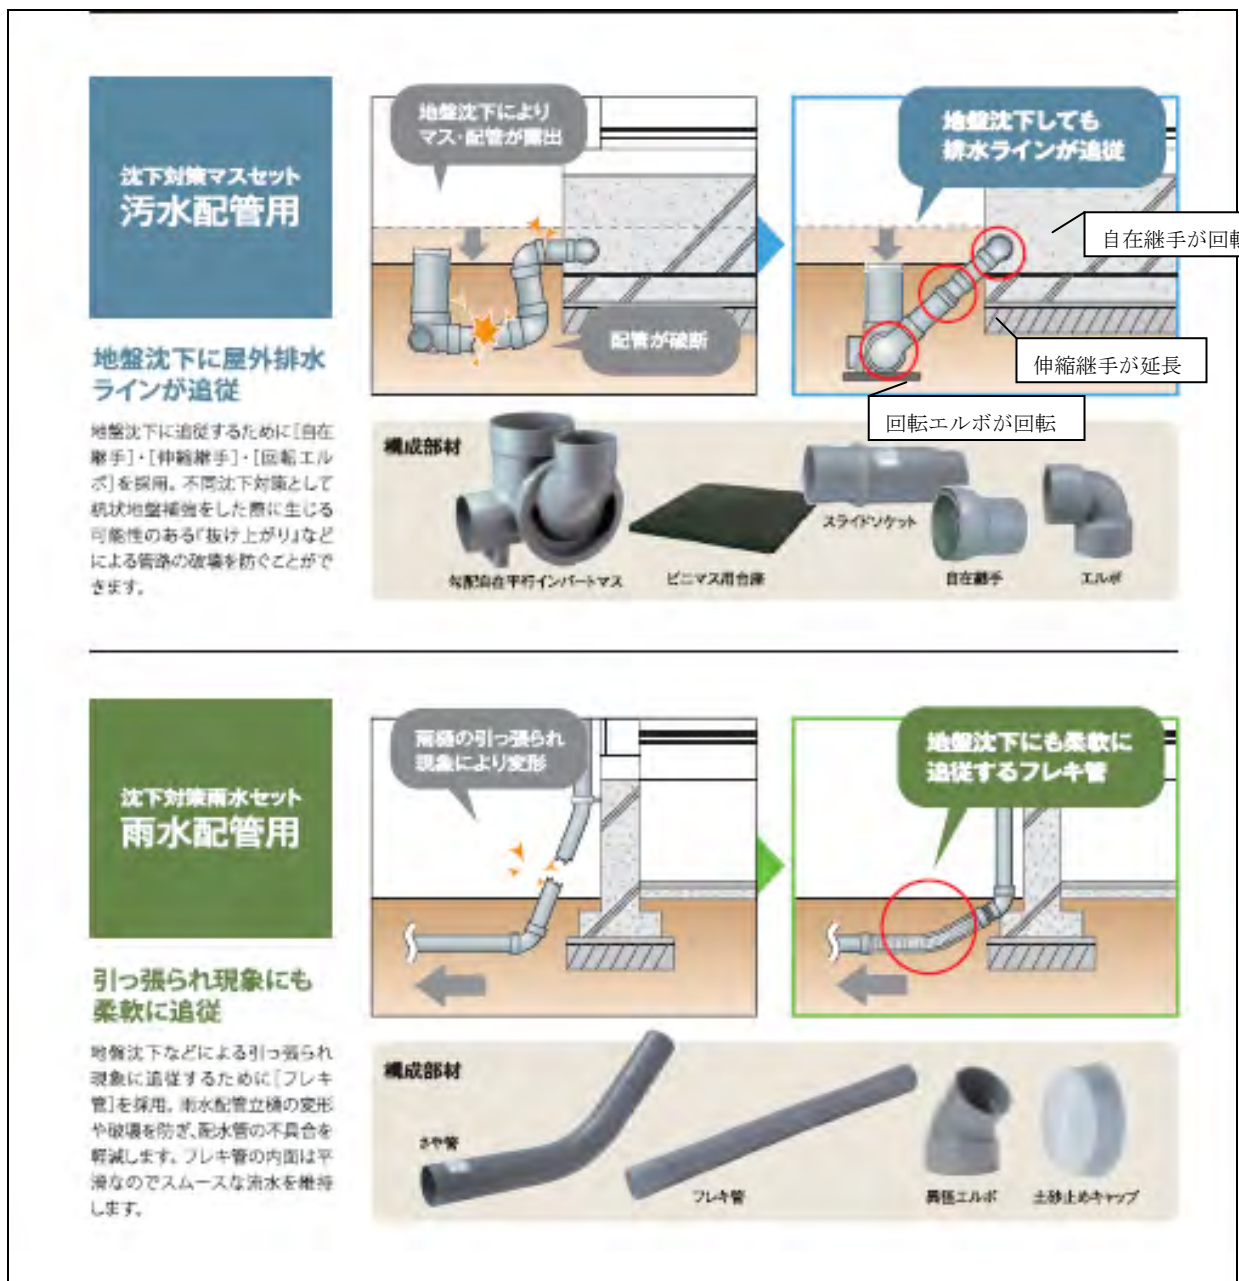 沈下対策マスセット
汚水配管用
地盤沈下に屋外排水
ラインが追従
地盤沈下に追従するために[自在
継手]・[伸縮継手]・[回転エル
ボ]を採用。不同沈下対策として
杭状地盤補強をした際に生じる
可能性のある『抜け上がり』など
による管路の破壊を防ぐことがで
きます。
地盤沈下により
マス・配管が露出
配管が破断
地盤沈下しても
排水ラインが追従
自在継手が回転
伸縮継手が延長
回転エルボが回転
構成部材
勾配自在平行インバートマス
ビニマス用台座
スライドソケット
自在継手
エルボ
沈下対策雨水セット
雨水配管用
引っ張られ現象にも
柔軟に追従
地盤沈下などによる引っ張られ
現象に追従するために[フレキ
管]を採用。雨水配管立樋の変形
や破壊を防ぎ、配水管の不具合を
軽減します。フレキ管の内面は平
滑なのでスムースな流水を維持
します。
雨樋の引っ張られ
現象により変形
地盤沈下にも柔軟に
追従するフレキ管
構成部材
さや管
フレキ管
異径エルボ
土砂止めキャップ